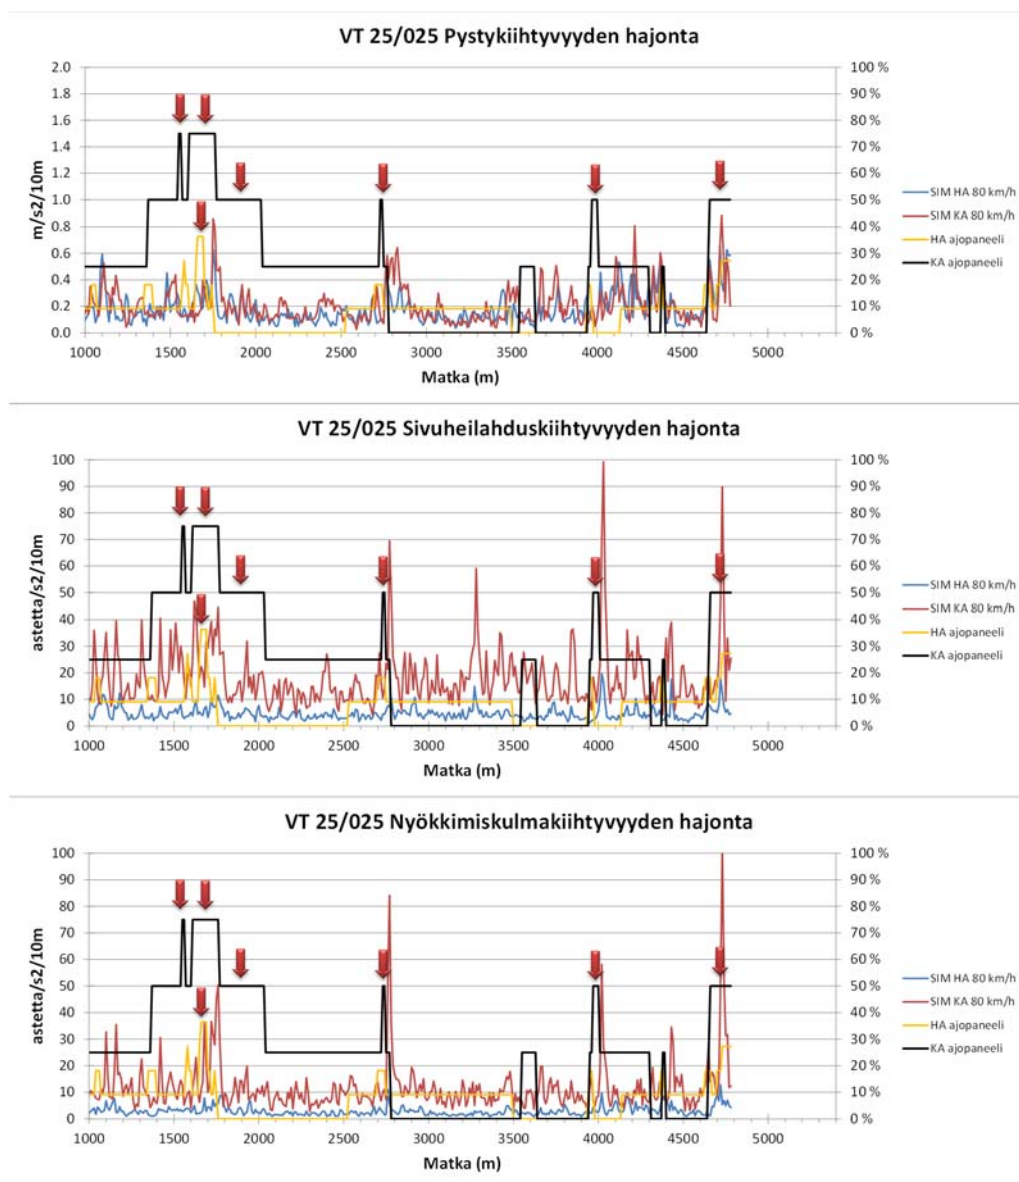 VT 25/025 Pystykiihtyvyyden hajonta
m/s2/10m
2.0
1.8
1.6
1.4
1.2
1.0
0.8
0.6
0.4
0.2
0.0
100 %
90 %
80 %
70 %
60 %
50 %
40 %
30 %
20 %
10 %
0 %
1000 1500 2000 2500 3000 3500 4000 4500 5000
Matka (m)
SIM HA 80 km/h
SIM KA 80 km/h
HA ajopaneeli
KA ajopaneeli
VT 25/025 Sivuheilahduskiihtyvyyden hajonta
astetta/s2/10m
100
90
80
70
60
50
40
30
20
10
0
100 %
90 %
80 %
70 %
60 %
50 %
40 %
30 %
20 %
10 %
0 %
1000 1500 2000 2500 3000 3500 4000 4500 5000
Matka (m)
SIM HA 80 km/h
SIM KA 80 km/h
HA ajopaneeli
KA ajopaneeli
VT 25/025 Nyökkimiskulmakiihtyvyyden hajonta
astetta/s2/10m
100
90
80
70
60
50
40
30
20
10
0
100 %
90 %
80 %
70 %
60 %
50 %
40 %
30 %
20 %
10 %
0 %
1000 1500 2000 2500 3000 3500 4000 4500 5000
Matka (m)
SIM HA 80 km/h
SIM KA 80 km/h
HA ajopaneeli
KA ajopaneeli